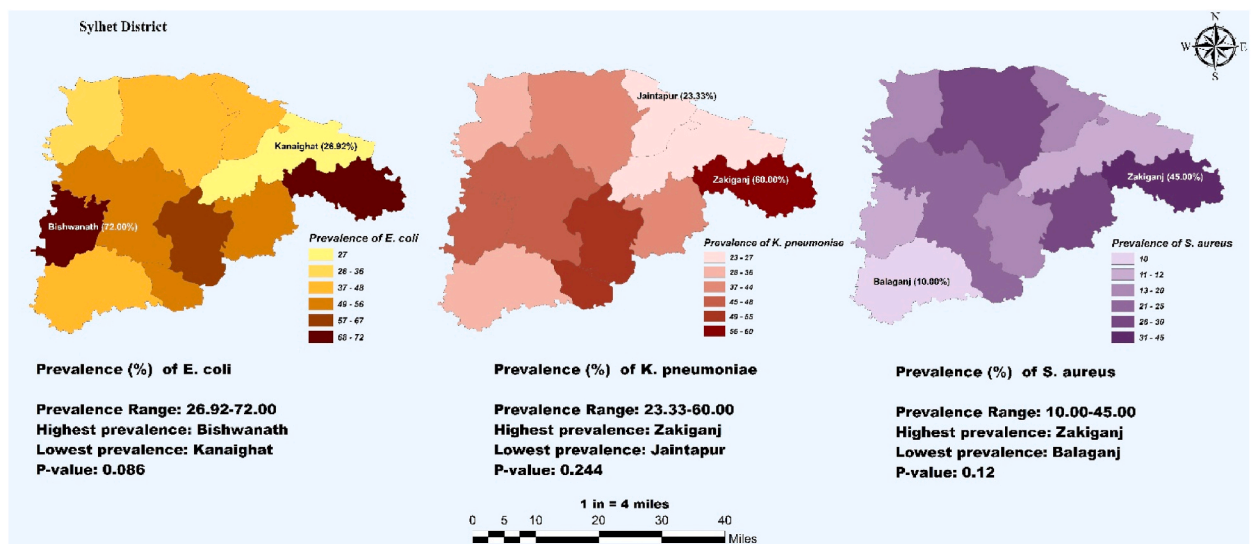 Sylhet District
N
W E
S
Kanaighat (26.92%)
Bishwanath (72.00%)
Prevalence of E. coli
27
28 - 36
37 - 48
49 - 56
57 - 67
68 - 72
Jaintapur (23.33%)
Zakiganj (60.00%)
Prevalence of K. pneumoniae
23 - 27
28 - 36
37 - 44
45 - 48
49 - 55
56 - 60
Zakiganj (45.00%)
Balaganj (10.00%)
Prevalence of S. aureus
10
11 - 12
13 - 20
21 - 25
26 - 30
31 - 45
Prevalence (%) of E. coli
Prevalence Range: 26.92-72.00
Highest prevalence: Bishwanath
Lowest prevalence: Kanaighat
P-value: 0.086
Prevalence (%) of K. pneumoniae
Prevalence Range: 23.33-60.00
Highest prevalence: Zakiganj
Lowest prevalence: Jaintapur
P-value: 0.244
Prevalence (%) of S. aureus
Prevalence Range: 10.00-45.00
Highest prevalence: Zakiganj
Lowest prevalence: Balaganj
P-value: 0.12
1 in = 4 miles
0 5 10 20 30 40
Miles